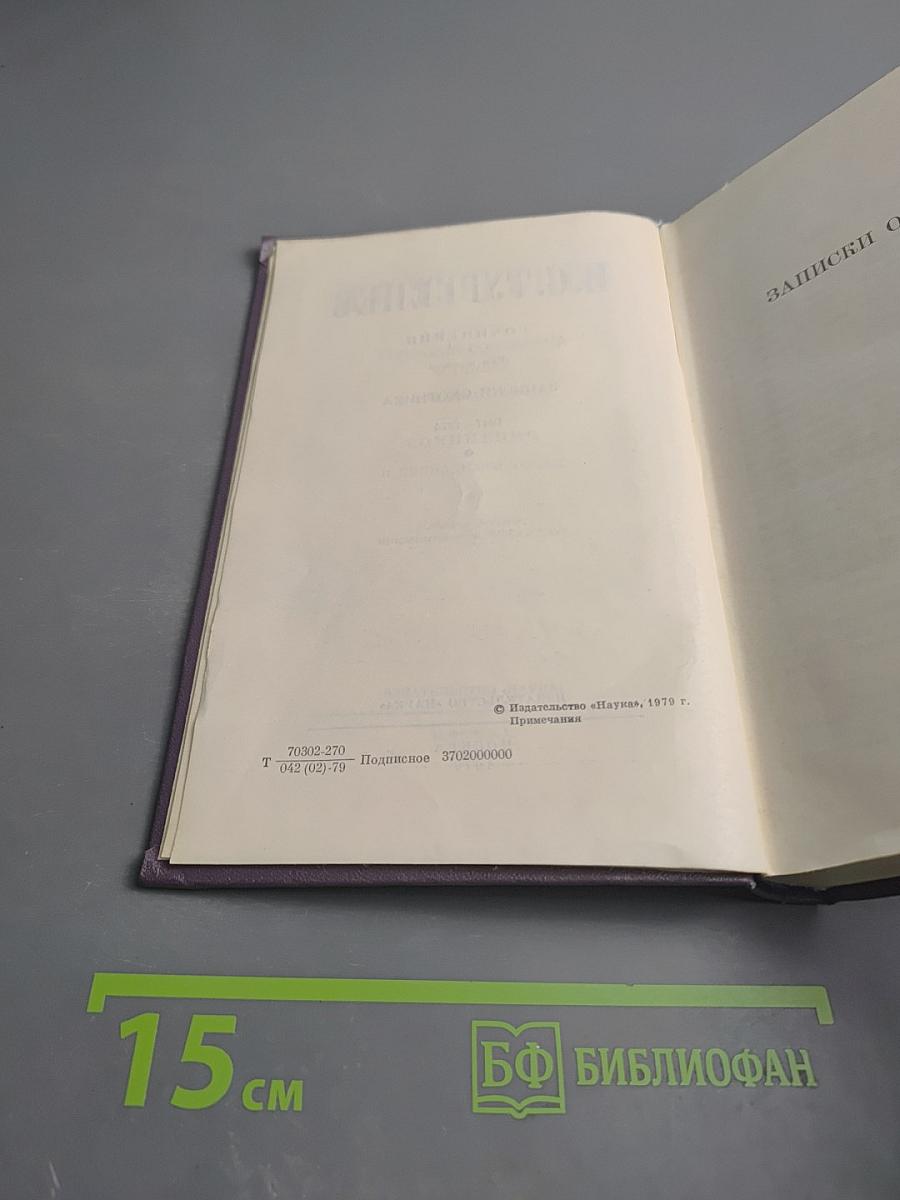 ЗАПИСКИ О
© Издательство «Наука», 1979 г.
Примечания
Т 70302-270
042 (02)-79 Подписное 3702000000
15 см
БФ БИБЛИОФАН